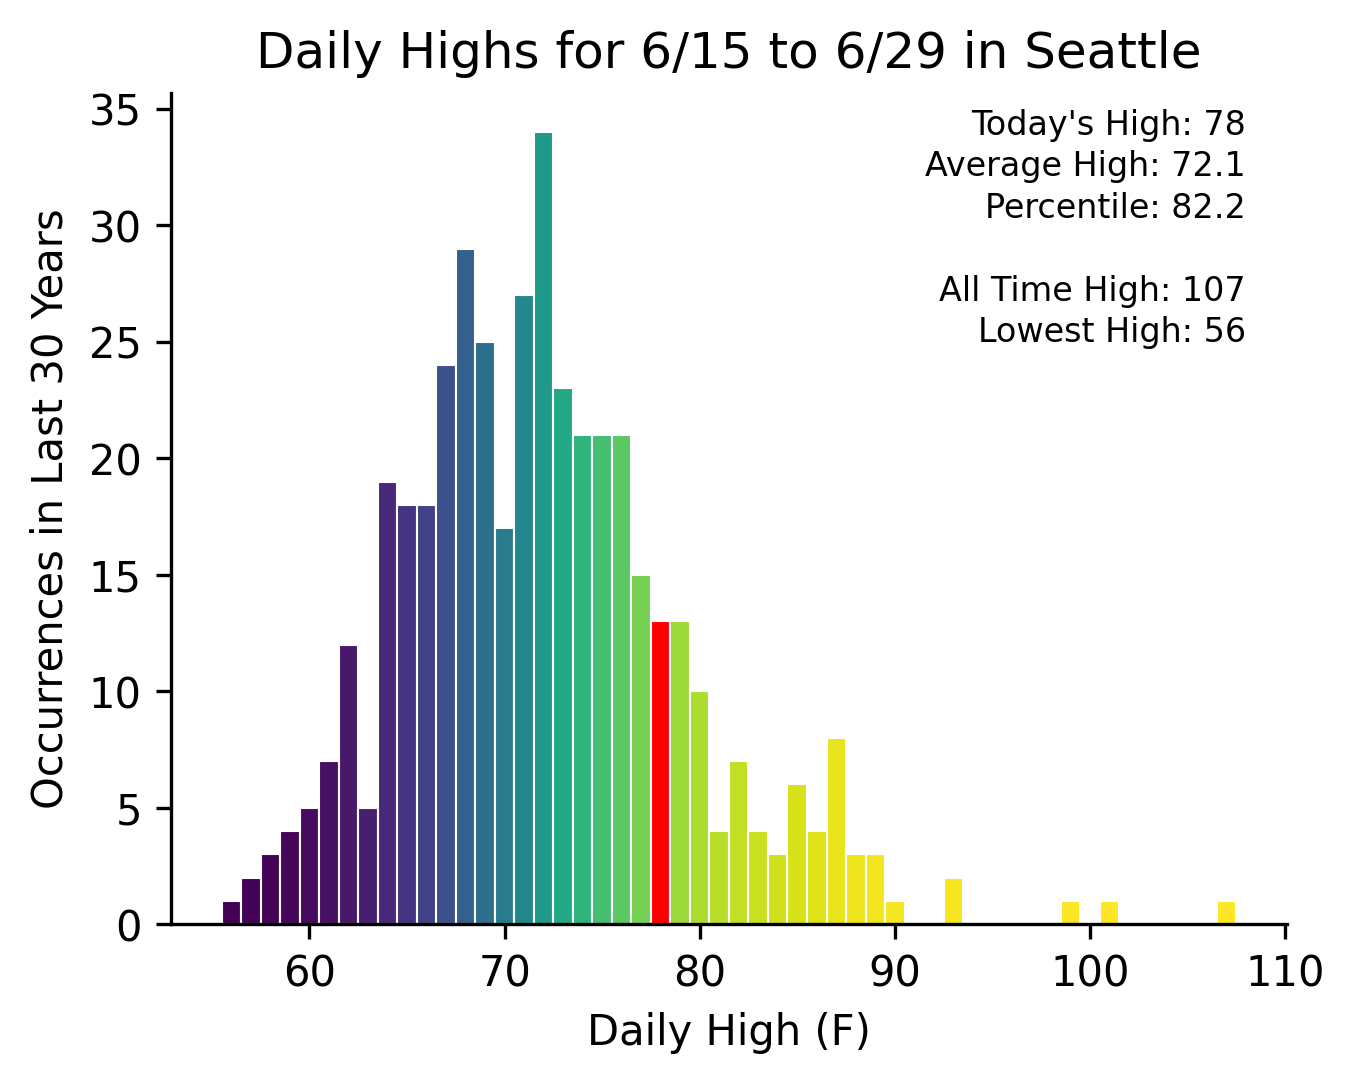 Daily Highs for 6/15 to 6/29 in Seattle
Today's High: 78
Average High: 72.1
Percentile: 82.2
All Time High: 107
Lowest High: 56
Occurrences in Last 30 Years
35
30
25
20
15
10
5
0
60 70 80 90 100 110
Daily High (F)